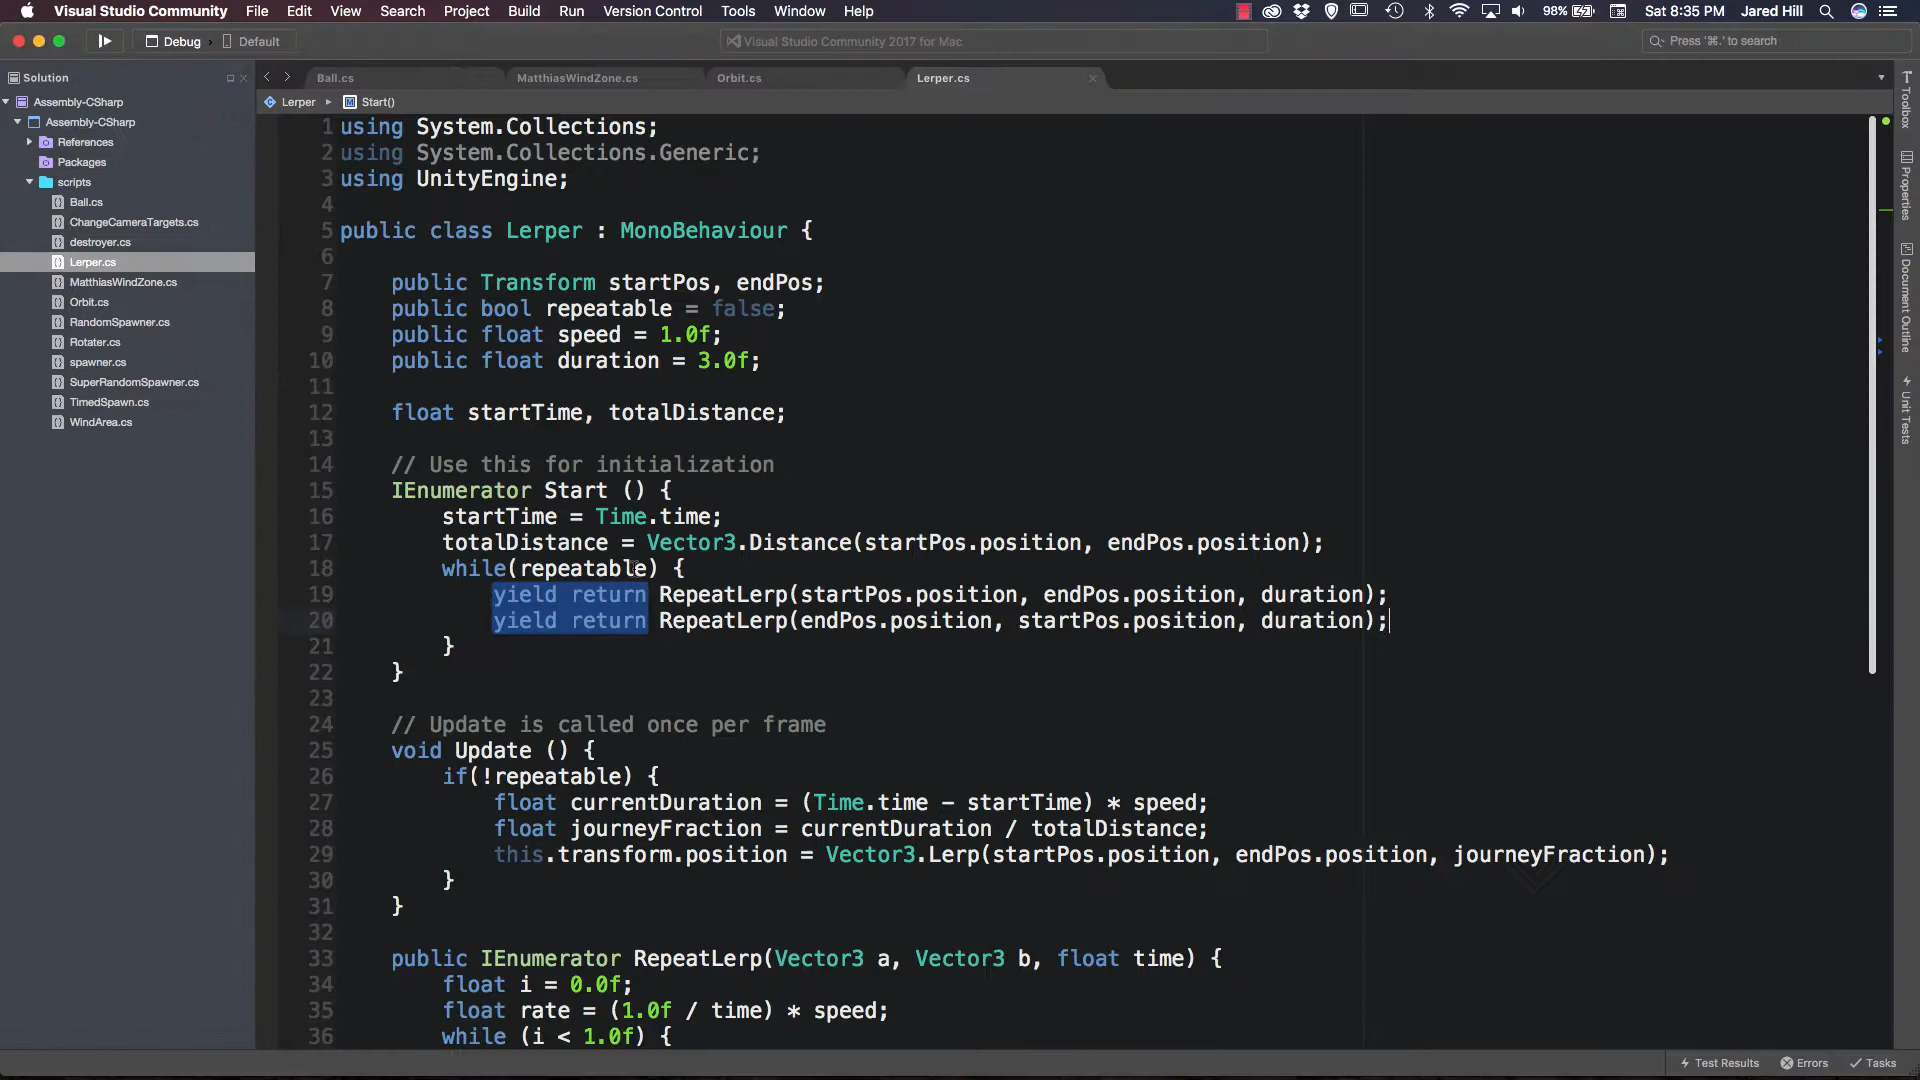 Visual Studio Community File Edit View Search Project Build Run Version Control Tools Window Help 98% Sat 8:35 PM Jared Hill
Debug Default Visual Studio Community 2017 for Mac Press '⌘.' to search
Solution Ball.cs MatthiasWindZone.cs Orbit.cs Lerper.cs
Lerper Start()
Assembly-CSharp
Assembly-CSharp
References
Packages
scripts
Ball.cs
ChangeCameraTargets.cs
destroyer.cs
Lerper.cs
MatthiasWindZone.cs
Orbit.cs
RandomSpawner.cs
Rotater.cs
spawner.cs
SuperRandomSpawner.cs
TimedSpawn.cs
WindArea.cs
1 using System.Collections;
2 using System.Collections.Generic;
3 using UnityEngine;
4
5 public class Lerper : MonoBehaviour {
6
7 public Transform startPos, endPos;
8 public bool repeatable = false;
9 public float speed = 1.0f;
10 public float duration = 3.0f;
11
12 float startTime, totalDistance;
13
14 // Use this for initialization
15 IEnumerator Start () {
16 startTime = Time.time;
17 totalDistance = Vector3.Distance(startPos.position, endPos.position);
18 while(repeatable) {
19 yield return RepeatLerp(startPos.position, endPos.position, duration);
20 yield return RepeatLerp(endPos.position, startPos.position, duration);
21 }
22 }
23
24 // Update is called once per frame
25 void Update () {
26 if(!repeatable) {
27 float currentDuration = (Time.time - startTime) * speed;
28 float journeyFraction = currentDuration / totalDistance;
29 this.transform.position = Vector3.Lerp(startPos.position, endPos.position, journeyFraction);
30 }
31 }
32
33 public IEnumerator RepeatLerp(Vector3 a, Vector3 b, float time) {
34 float i = 0.0f;
35 float rate = (1.0f / time) * speed;
36 while (i < 1.0f) {
Toolbox
Properties
Document Outline
Unit Tests
Test Results Errors Tasks